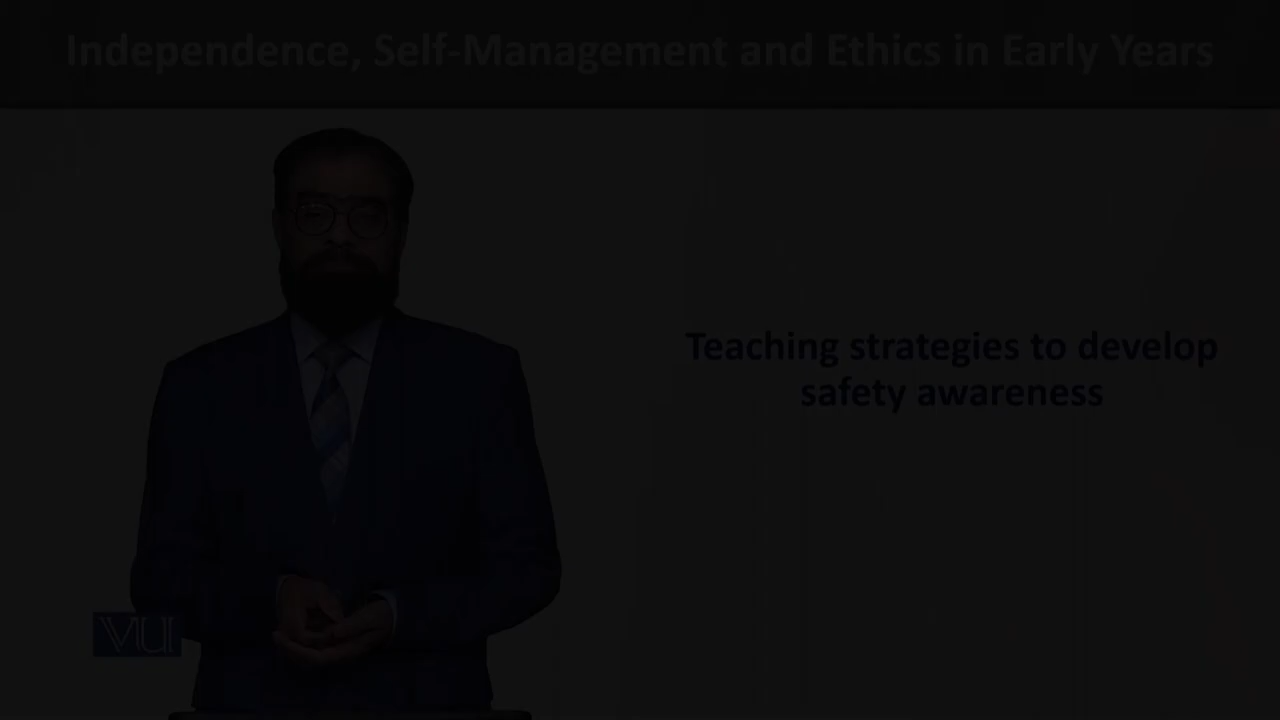 Independence, Self-Management and Ethics in Early Years
Teaching strategies to develop
safety awareness
VU